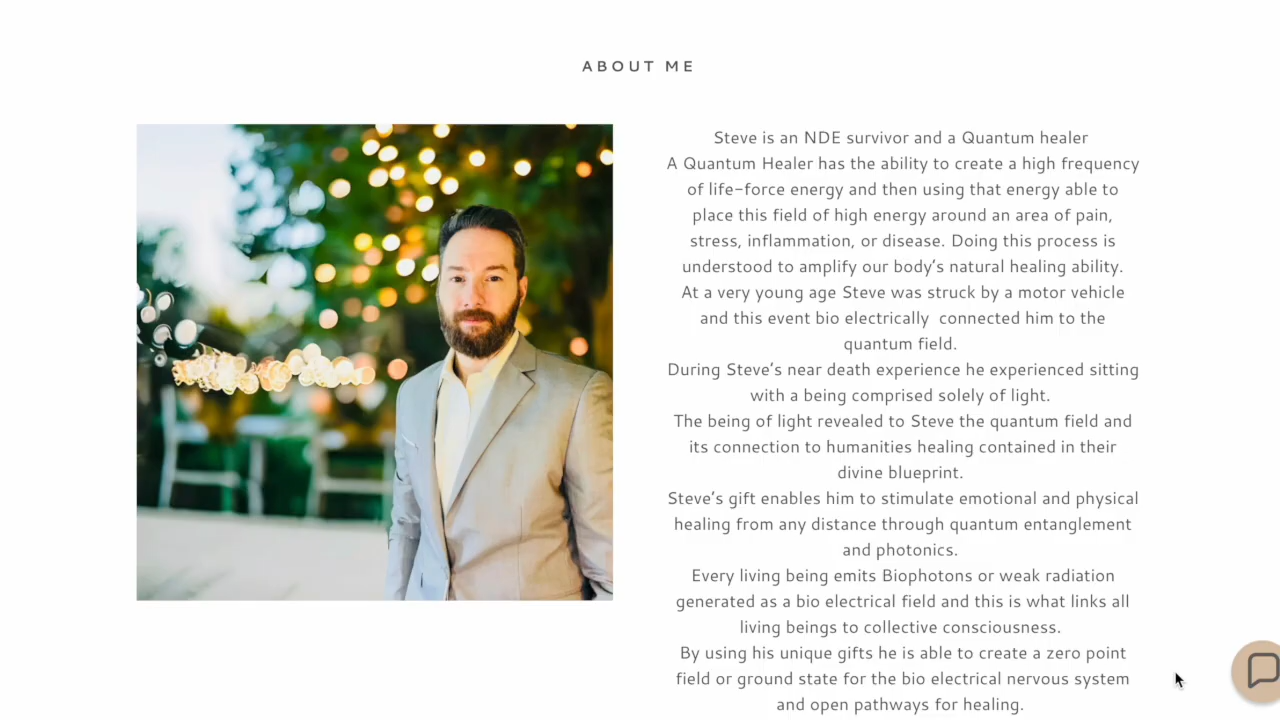 ABOUT ME
Steve is an NDE survivor and a Quantum healer
A Quantum Healer has the ability to create a high frequency
of life-force energy and then using that energy able to
place this field of high energy around an area of pain,
stress, inflammation, or disease. Doing this process is
understood to amplify our body's natural healing ability.
At a very young age Steve was struck by a motor vehicle
and this event bio electrically  connected him to the
quantum field.
During Steve's near death experience he experienced sitting
with a being comprised solely of light.
The being of light revealed to Steve the quantum field and
its connection to humanities healing contained in their
divine blueprint.
Steve's gift enables him to stimulate emotional and physical
healing from any distance through quantum entanglement
and photonics.
Every living being emits Biophotons or weak radiation
generated as a bio electrical field and this is what links all
living beings to collective consciousness.
By using his unique gifts he is able to create a zero point
field or ground state for the bio electrical nervous system
and open pathways for healing.